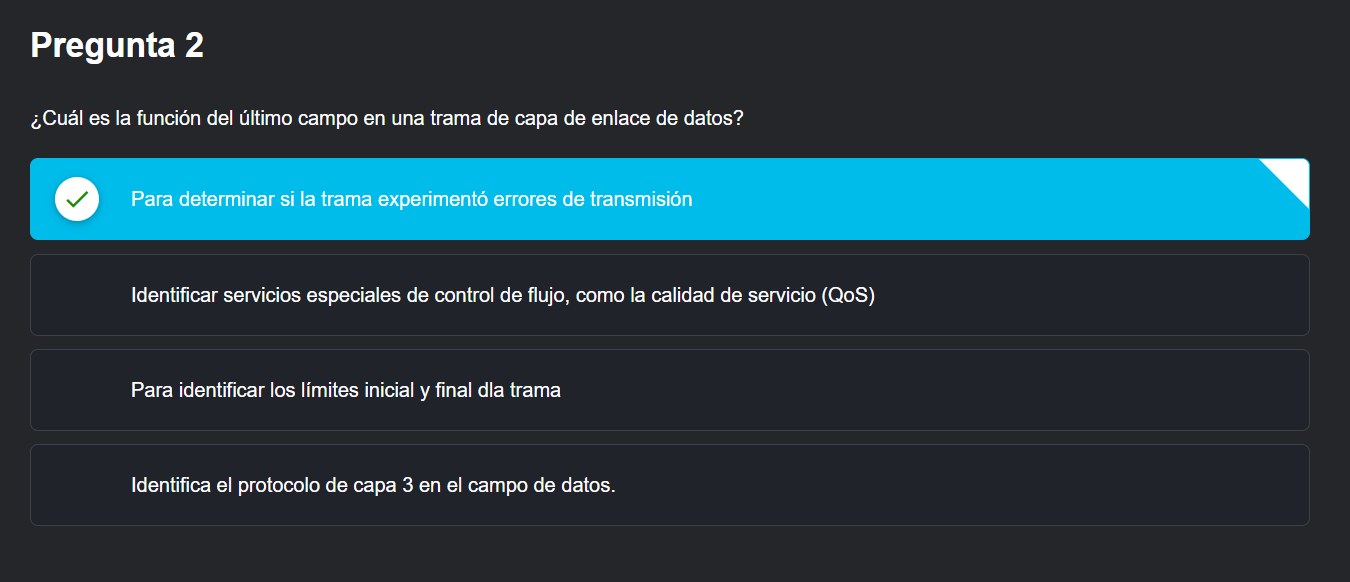 Pregunta 2
¿Cuál es la función del último campo en una trama de capa de enlace de datos?
Para determinar si la trama experimentó errores de transmisión
Identificar servicios especiales de control de flujo, como la calidad de servicio (QoS)
Para identificar los límites inicial y final dla trama
Identifica el protocolo de capa 3 en el campo de datos.